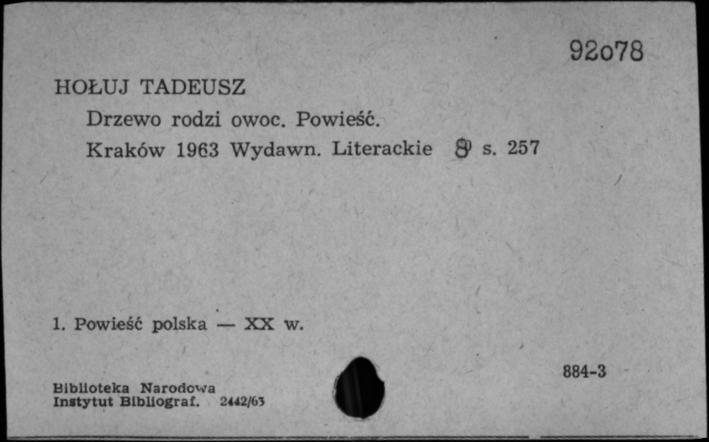 92078
HOŁUJ TADEUSZ
Drzewo rodzi owoc. Powieść.
Kraków 1963 Wydawn. Literackie 8° s. 257
1. Powieść polska — XX w.
884-3
Biblioteka Narodowa
Instytut Bibliograf. 2442/63